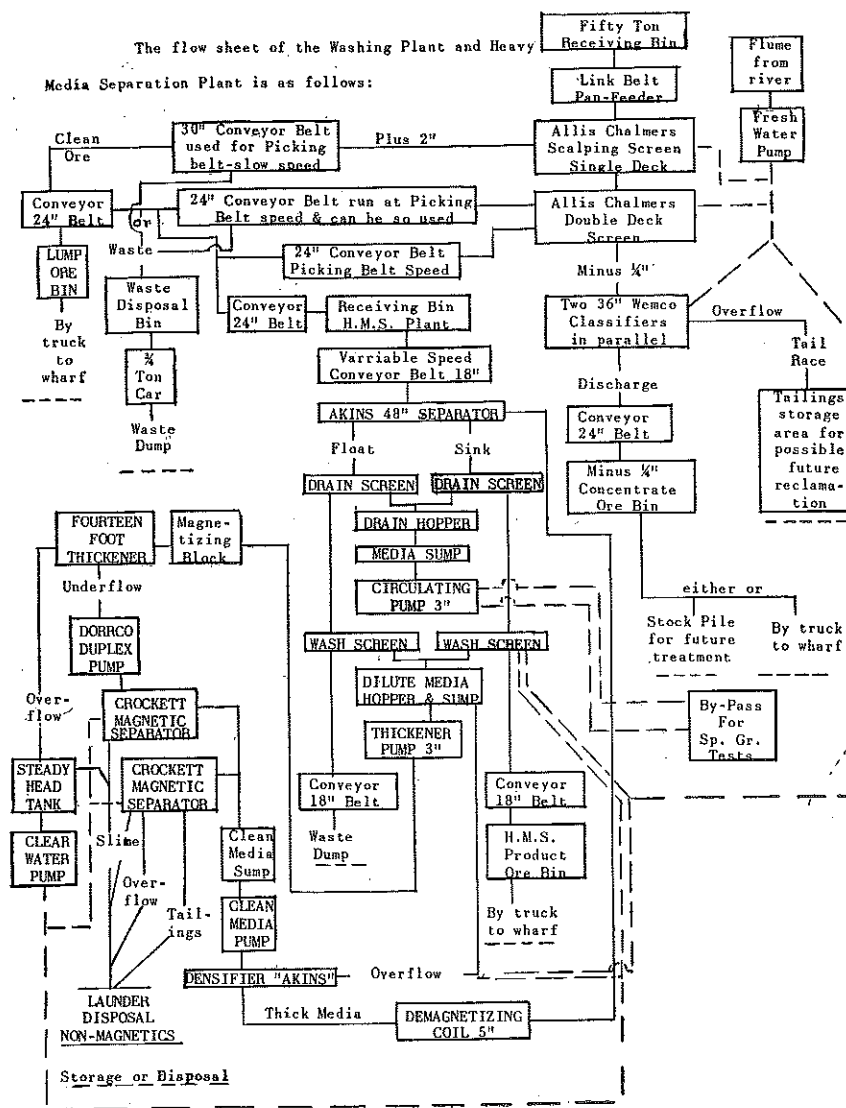 The flow sheet of the Washing Plant and Heavy
Media Separation Plant is as follows:
Fifty Ton
Receiving Bin
Flume
from
river
Link Belt
Pan-Feeder
Fresh
Water
Pump
Clean
Ore
30" Conveyor Belt
used for Picking
belt-slow speed
Plus 2"
Allis Chalmers
Scalping Screen
Single Deck
Conveyor
24" Belt
or
24" Conveyor Belt run at Picking
Belt speed & can be so used
Allis Chalmers
Double Deck
Screen
Waste
24" Conveyor Belt
Picking Belt Speed
LUMP
ORE
BIN
Waste
Disposal
Bin
Minus ¼"
Conveyor
24" Belt
Receiving Bin
H.M.S. Plant
Two 36" Wemco
Classifiers
in parallel
Overflow
By
truck
to
wharf
¾
Ton
Car
Varriable Speed
Conveyor Belt 18"
Tail
Race
Waste
Dump
AKINS 48" SEPARATOR
Discharge
Conveyor
24" Belt
Tailings
storage
area for
possible
future
reclama-
tion
Float
Sink
DRAIN SCREEN
DRAIN SCREEN
Minus ¼"
Concentrate
Ore Bin
FOURTEEN
FOOT
THICKENER
Magne-
tizing
Block
DRAIN HOPPER
MEDIA SUMP
Underflow
CIRCULATING
PUMP 3"
either or
Stock Pile
for future
treatment
By truck
to wharf
DORRCO
DUPLEX
PUMP
WASH SCREEN
WASH SCREEN
Over-
flow
CROCKETT
MAGNETIC
SEPARATOR
DILUTE MEDIA
HOPPER & SUMP
By-Pass
For
Sp. Gr.
Tests
THICKENER
PUMP 3"
STEADY
HEAD
TANK
CROCKETT
MAGNETIC
SEPARATOR
Conveyor
18" Belt
Conveyor
18" Belt
CLEAR
WATER
PUMP
Slime
Clean
Media
Sump
Waste
Dump
H.M.S.
Product
Ore Bin
Over-
flow
Tail-
ings
CLEAN
MEDIA
PUMP
By truck
to wharf
DENSIFIER "AKINS"
Overflow
LAUNDER
DISPOSAL
NON-MAGNETICS
Thick Media
DEMAGNETIZING
COIL 5"
Storage or Disposal